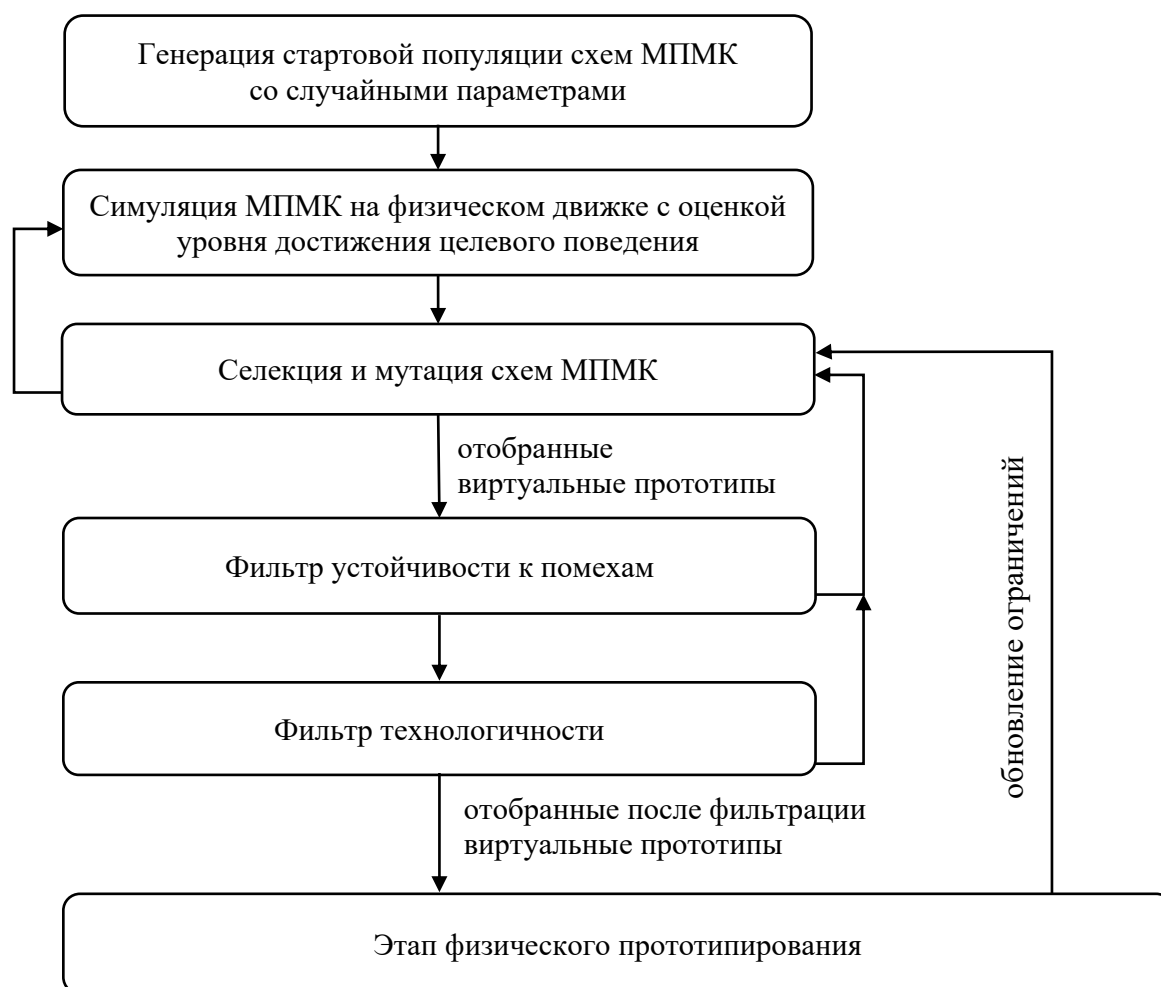 Генерация стартовой популяции схем МПМК
со случайными параметрами
Симуляция МПМК на физическом движке с оценкой
уровня достижения целевого поведения
Селекция и мутация схем МПМК
отобранные
виртуальные прототипы
Фильтр устойчивости к помехам
Фильтр технологичности
обновление ограничений
отобранные после фильтрации
виртуальные прототипы
Этап физического прототипирования